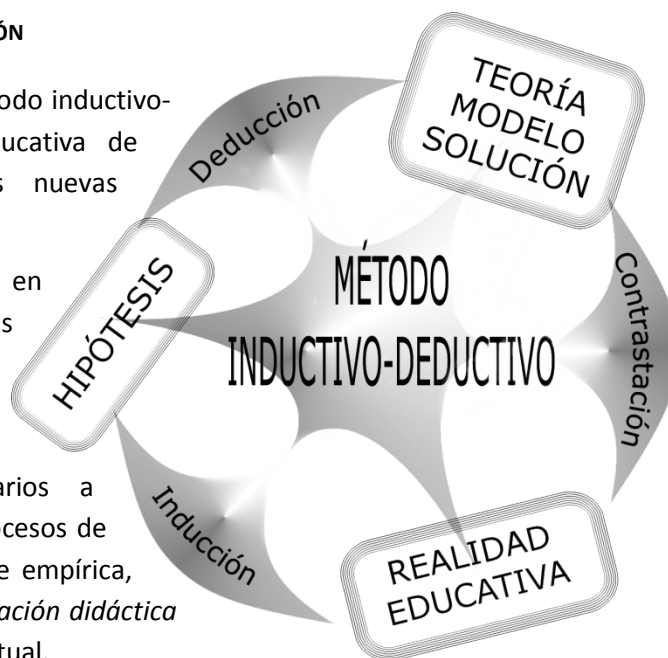 ÓN
odo inductivo-
ucativa de
s nuevas
en
s
arios a
ocesos de
e empírica,
ación didáctica
tual.
TEORÍA
MODELO
SOLUCIÓN
Deducción
HIPÓTESIS
MÉTODO
INDUCTIVO-DEDUCTIVO
Contrastación
Inducción
REALIDAD
EDUCATIVA